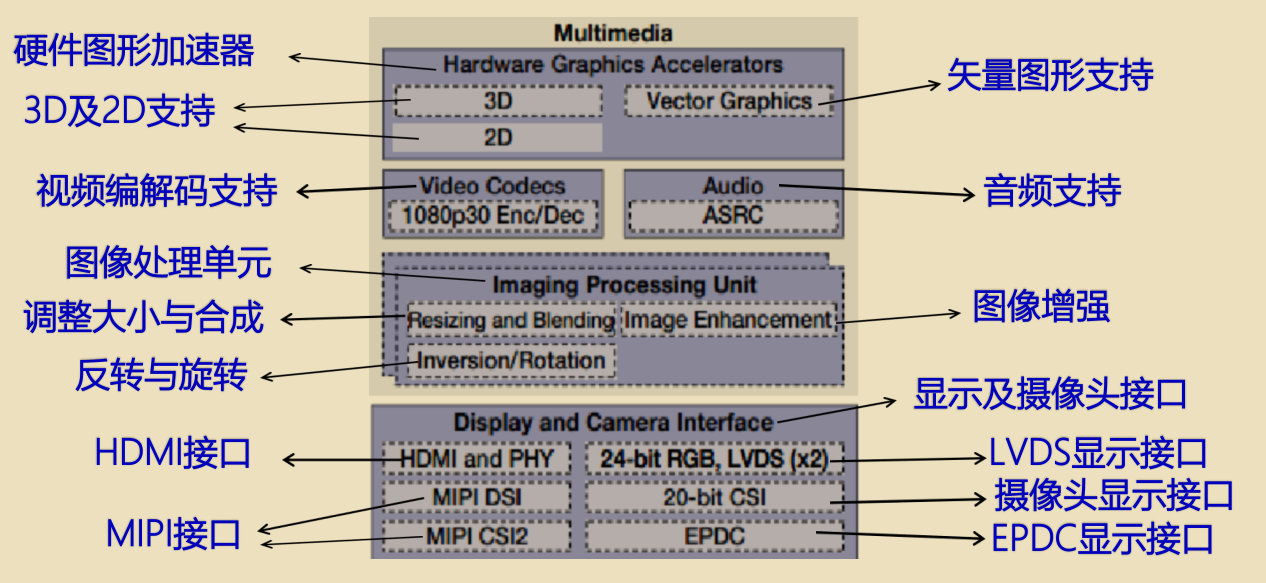 Multimedia
硬件图形加速器
Hardware Graphics Accelerators
矢量图形支持
3D及2D支持
3D
Vector Graphics
2D
视频编解码支持
Video Codecs
1080p30 Enc/Dec
Audio
ASRC
音频支持
图像处理单元
Imaging Processing Unit
调整大小与合成
Resizing and Blending
Image Enhancement
图像增强
反转与旋转
Inversion/Rotation
显示及摄像头接口
Display and Camera Interface
HDMI接口
HDMI and PHY
24-bit RGB, LVDS (x2)
LVDS显示接口
MIPI DSI
20-bit CSI
摄像头显示接口
MIPI接口
MIPI CSI2
EPDC
EPDC显示接口